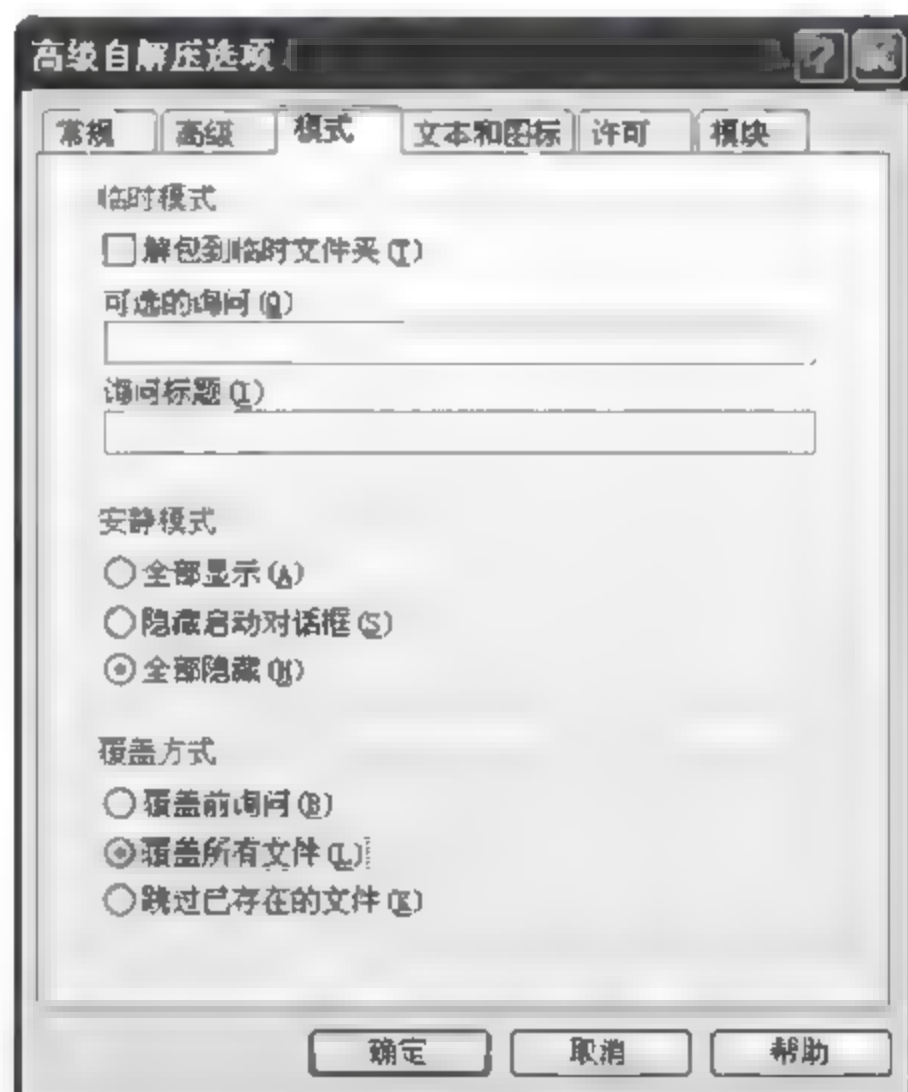 高级自解压选项
常规 高级 模式 文本和图标 许可 模块
临时模式
解包到临时文件夹(T)
可选的询问(Q)
询问标题(I)
安静模式
全部显示(A)
隐藏启动对话框(S)
全部隐藏(H)
覆盖方式
覆盖前询问(B)
覆盖所有文件(L)
跳过已存在的文件(K)
确定 取消 帮助